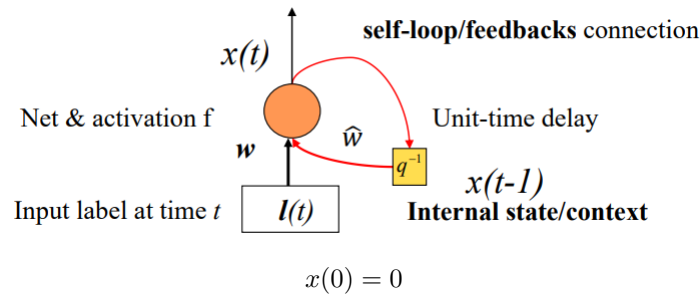 self-loop/feedbacks connection
x(t)
Net & activation f
Unit-time delay
w
ŵ
q⁻¹
x(t-1)
Input label at time t
l(t)
Internal state/context
x(0) = 0